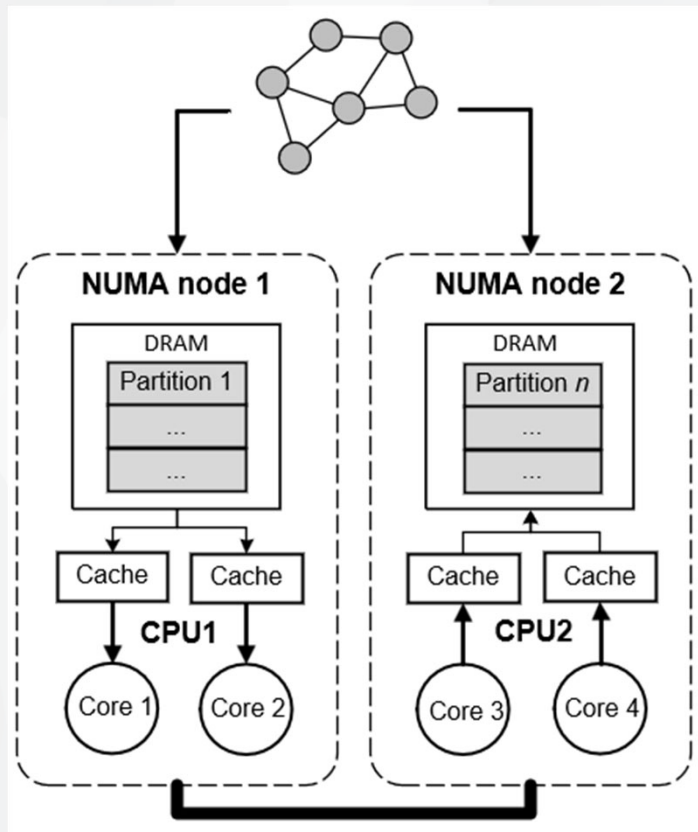 NUMA node 1
DRAM
Partition 1
...
...
Cache
Cache
CPU1
Core 1
Core 2
NUMA node 2
DRAM
Partition n
...
...
Cache
Cache
CPU2
Core 3
Core 4